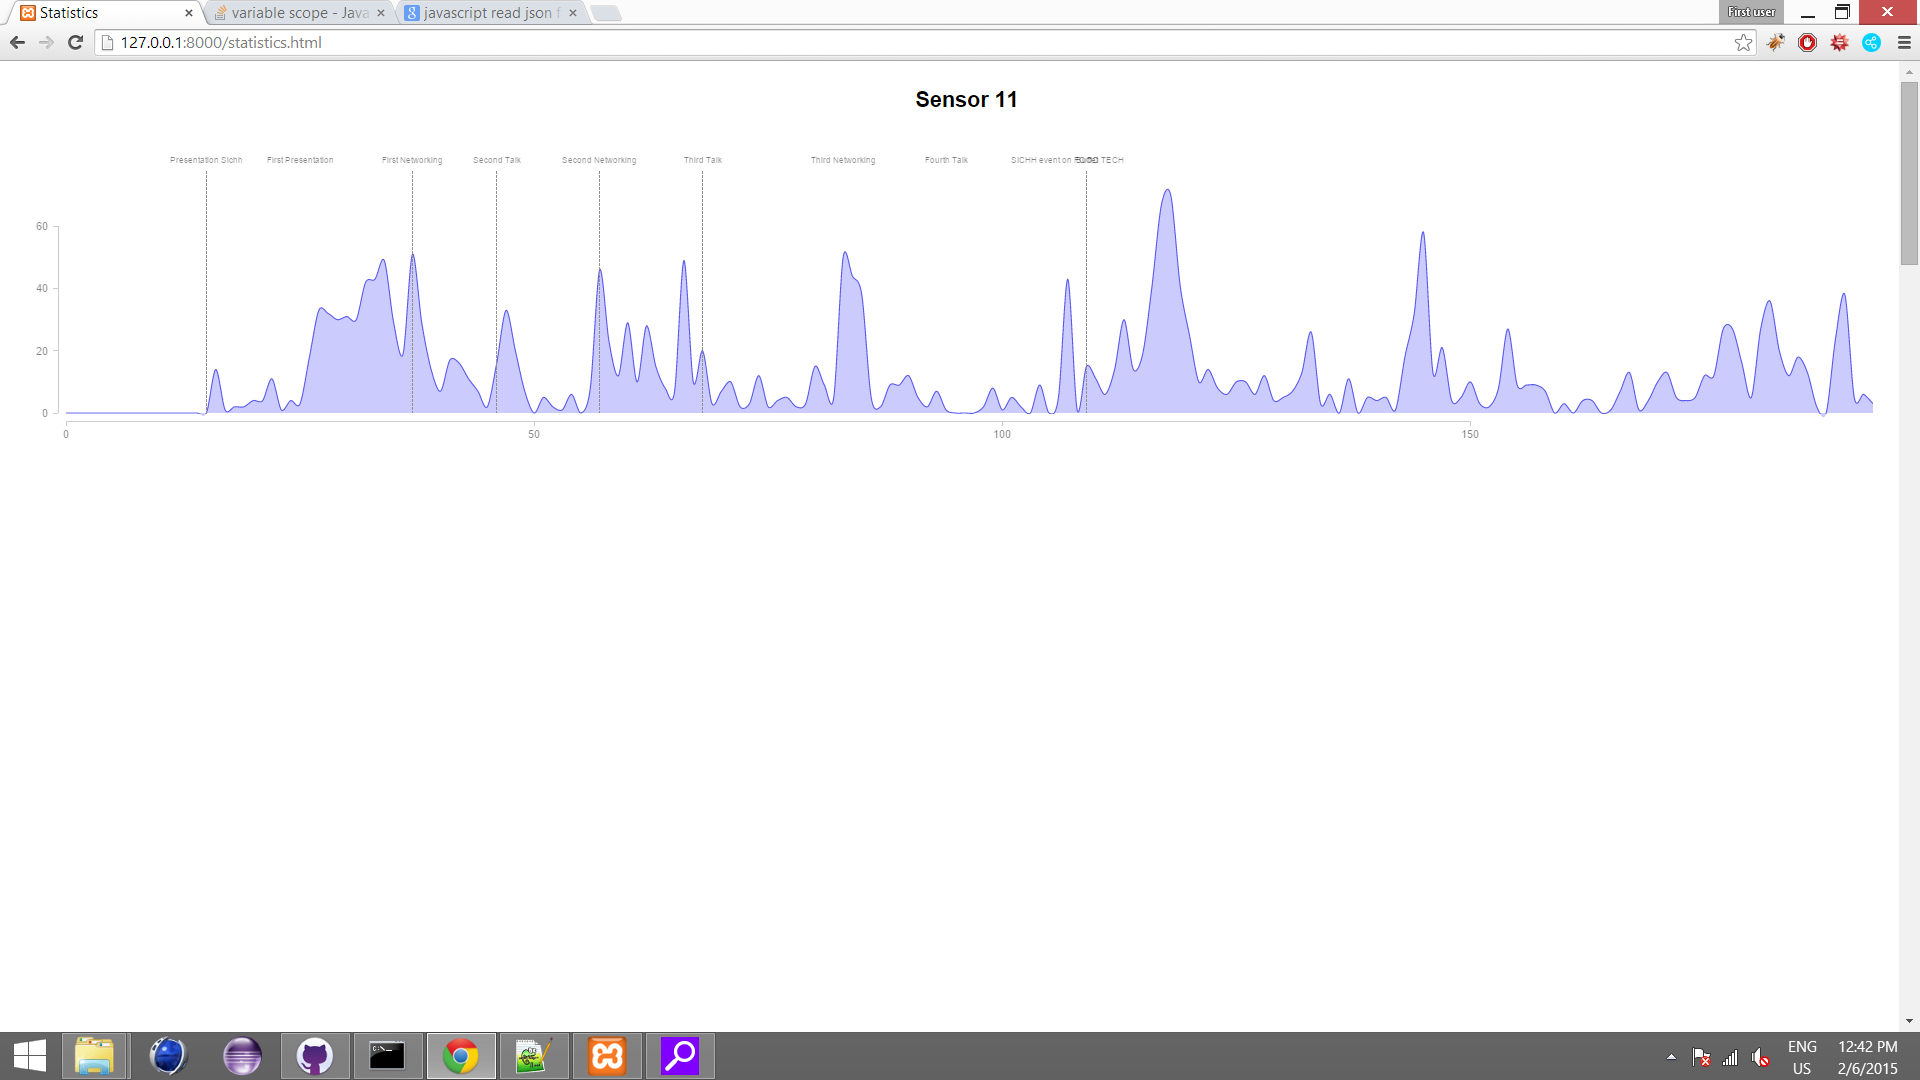 Statistics
variable scope - Java
javascript read json f
First user
127.0.0.1:8000/statistics.html
Sensor 11
Presentation Sichh
First Presentation
First Networking
Second Talk
Second Networking
Third Talk
Third Networking
Fourth Talk
SICHH event on
TECH
60
40
20
0
0
50
100
150
ENG
US
12:42 PM
2/6/2015